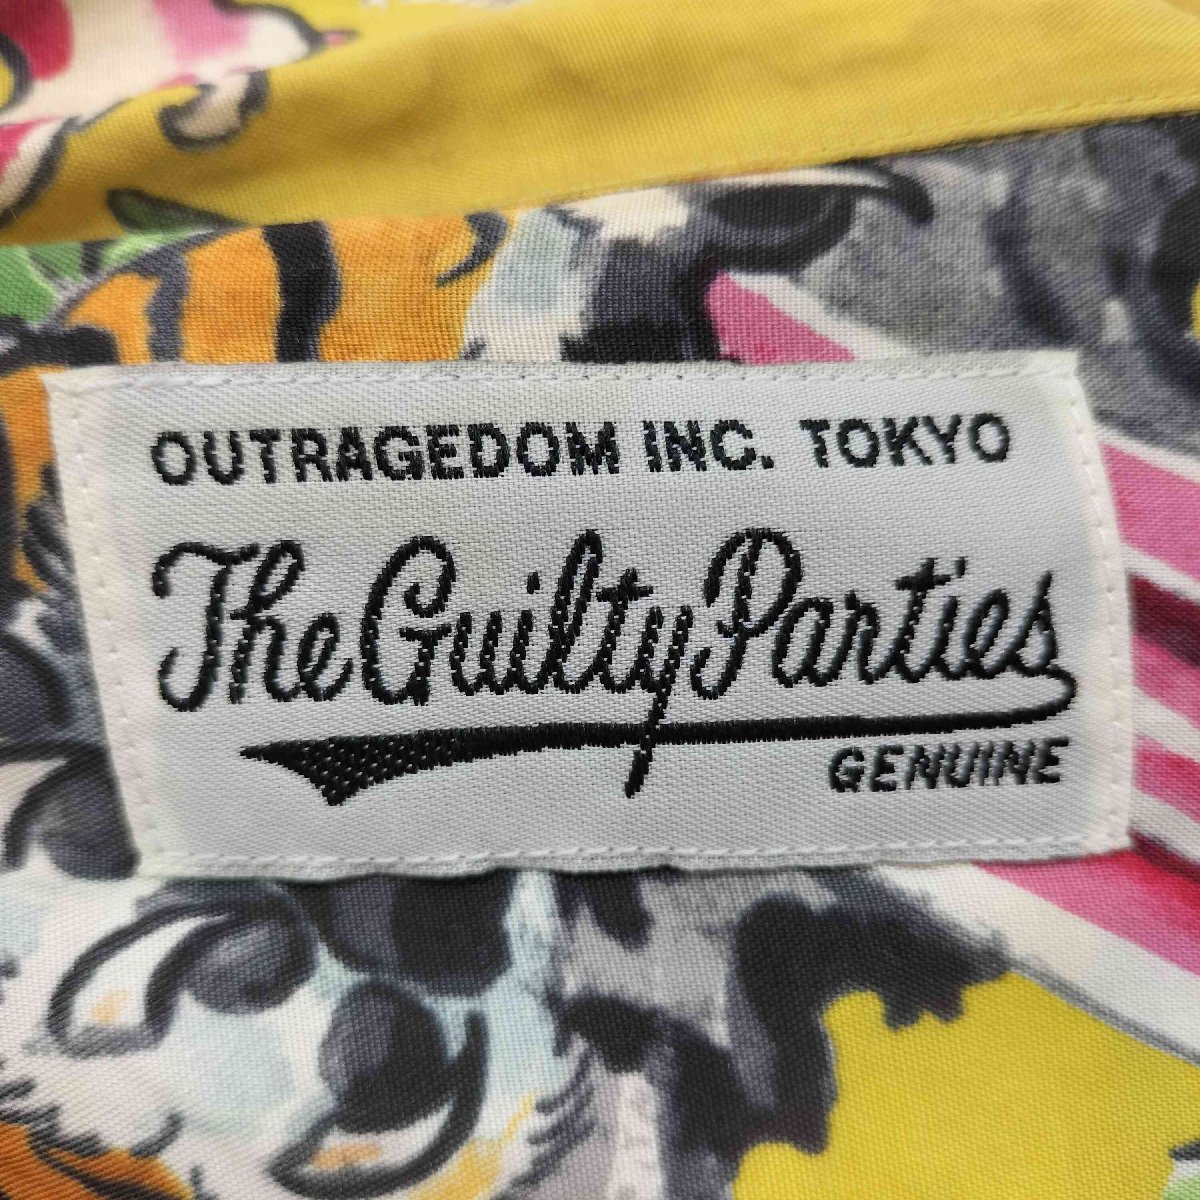 OUTRAGEDOM INC. TOKYO
The Guilty Parties
GENUINE